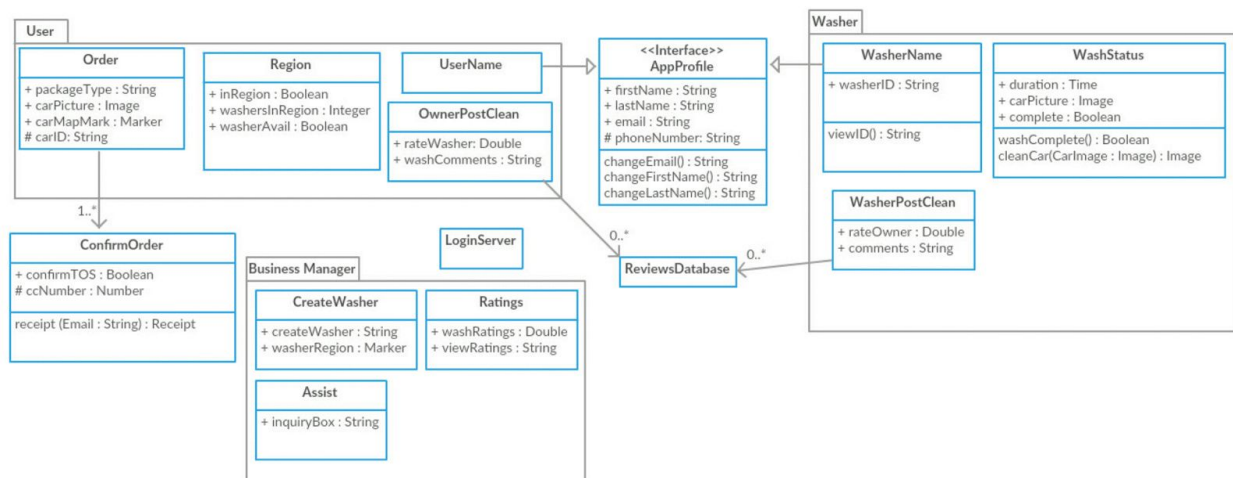 User
Order
+ packageType : String
+ carPicture : Image
+ carMapMark : Marker
# carID: String
Region
+ inRegion : Boolean
+ washersInRegion : Integer
+ washerAvail : Boolean
UserName
OwnerPostClean
+ rateWasher: Double
+ washComments : String
<<Interface>>
AppProfile
+ firstName : String
+ lastName : String
+ email : String
# phoneNumber: String
changeEmail() : String
changeFirstName() : String
changeLastName() : String
Washer
WasherName
+ washerID : String
viewID() : String
WashStatus
+ duration : Time
+ carPicture : Image
+ complete : Boolean
washComplete() : Boolean
cleanCar(CarImage : Image) : Image
WasherPostClean
+ rateOwner : Double
+ comments : String
1..*
0..*
0..*
ConfirmOrder
+ confirmTOS : Boolean
# ccNumber : Number
receipt (Email : String) : Receipt
LoginServer
ReviewsDatabase
Business Manager
CreateWasher
+ createWasher : String
+ washerRegion : Marker
Ratings
+ washRatings : Double
+ viewRatings : String
Assist
+ inquiryBox : String